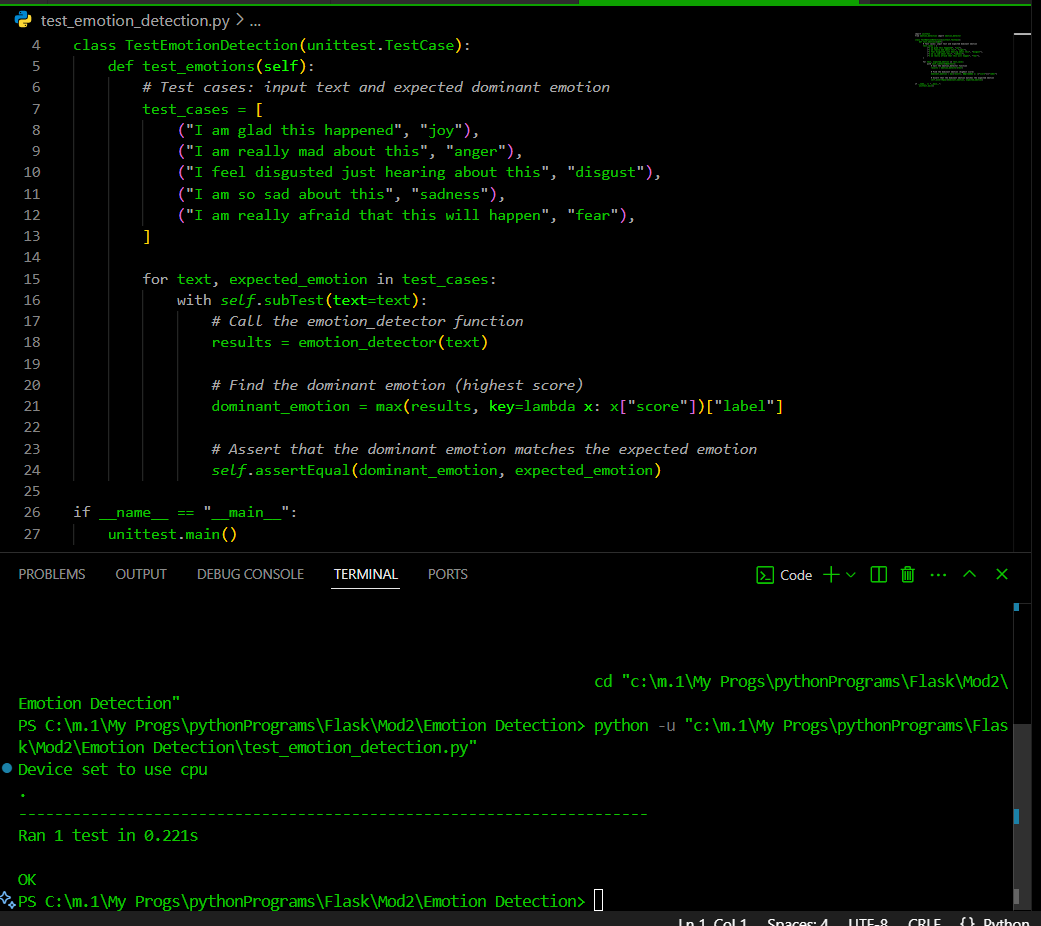 test_emotion_detection.py > ...
4 class TestEmotionDetection(unittest.TestCase):
5     def test_emotions(self):
6         # Test cases: input text and expected dominant emotion
7         test_cases = [
8             ("I am glad this happened", "joy"),
9             ("I am really mad about this", "anger"),
10             ("I feel disgusted just hearing about this", "disgust"),
11             ("I am so sad about this", "sadness"),
12             ("I am really afraid that this will happen", "fear"),
13         ]
14
15         for text, expected_emotion in test_cases:
16             with self.subTest(text=text):
17                 # Call the emotion_detector function
18                 results = emotion_detector(text)
19
20                 # Find the dominant emotion (highest score)
21                 dominant_emotion = max(results, key=lambda x: x["score"])["label"]
22
23                 # Assert that the dominant emotion matches the expected emotion
24                 self.assertEqual(dominant_emotion, expected_emotion)
25
26 if __name__ == "__main__":
27     unittest.main()
PROBLEMS OUTPUT DEBUG CONSOLE TERMINAL PORTS Code
cd "c:\m.1\My Progs\pythonPrograms\Flask\Mod2\
Emotion Detection"
PS C:\m.1\My Progs\pythonPrograms\Flask\Mod2\Emotion Detection> python -u "c:\m.1\My Progs\pythonPrograms\Flas
k\Mod2\Emotion Detection\test_emotion_detection.py"
Device set to use cpu
.
----------------------------------------------------------------------
Ran 1 test in 0.221s

OK
PS C:\m.1\My Progs\pythonPrograms\Flask\Mod2\Emotion Detection>
Ln 1, Col 1 Spaces: 4 UTF-8 CRLF {} Python